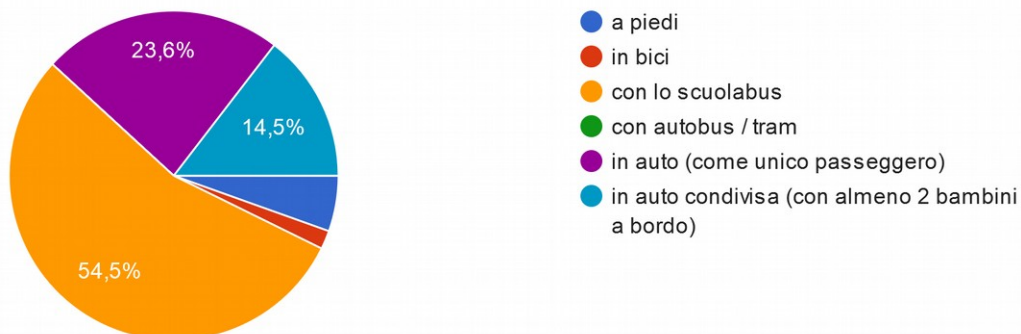 23,6%
14,5%
54,5%
a piedi
in bici
con lo scuolabus
con autobus / tram
in auto (come unico passeggero)
in auto condivisa (con almeno 2 bambini
a bordo)